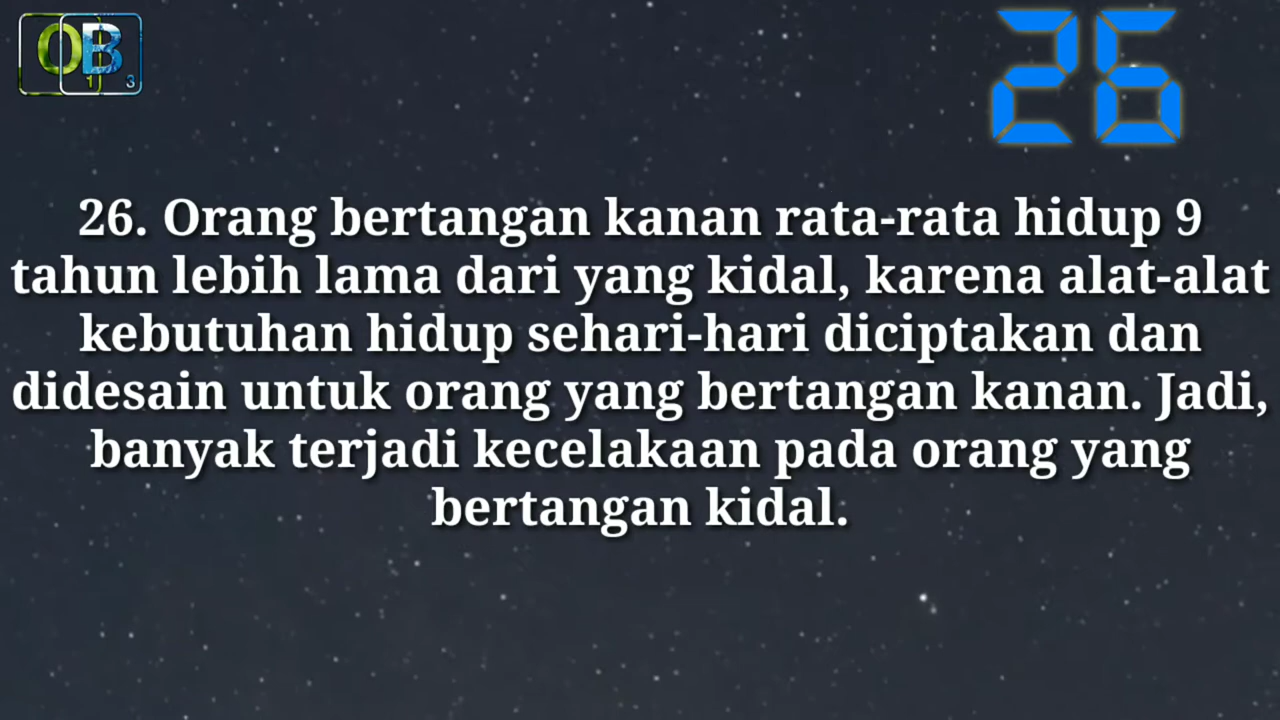 OB
1 3
26
26. Orang bertangan kanan rata-rata hidup 9
tahun lebih lama dari yang kidal, karena alat-alat
kebutuhan hidup sehari-hari diciptakan dan
didesain untuk orang yang bertangan kanan. Jadi,
banyak terjadi kecelakaan pada orang yang
bertangan kidal.